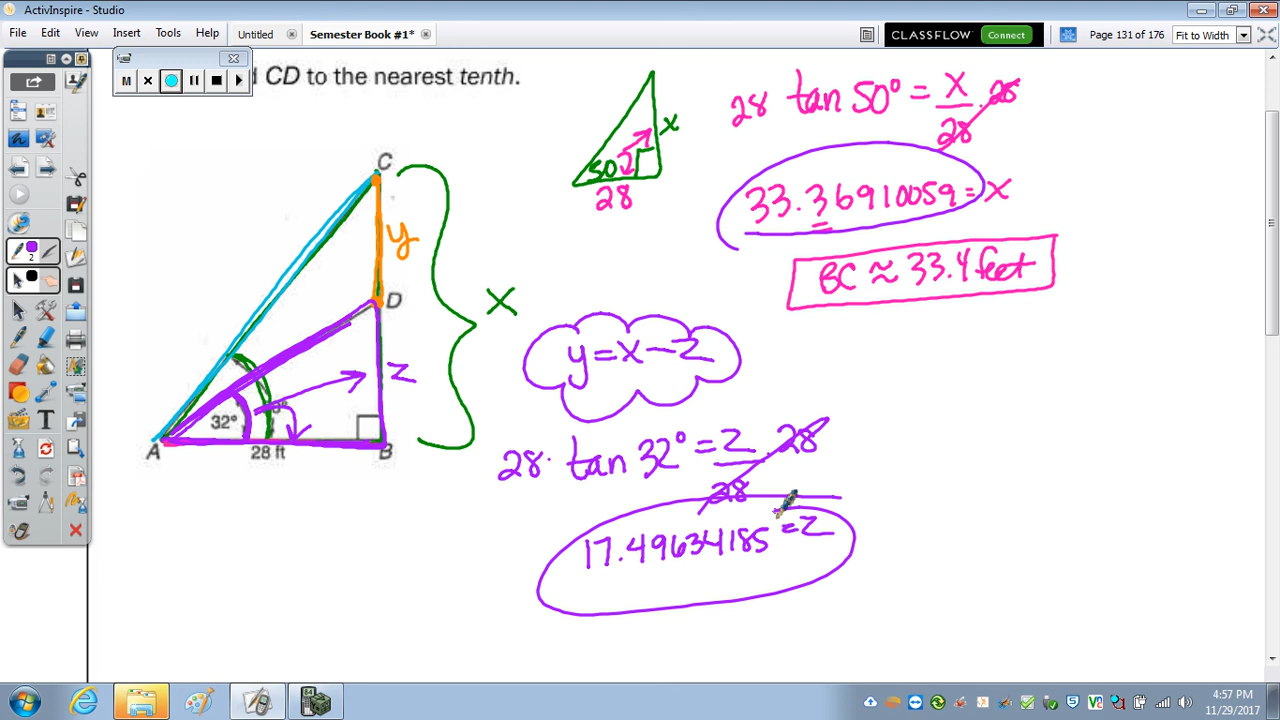 ActivInspire - Studio
File Edit View Insert Tools Help Untitled Semester Book #1* CLASSFLOW Connect Page 131 of 176 Fit to Width
CD to the nearest tenth.
28 tan 50° = x/28 · 28
33.36910059 = x
BC ≈ 33.4 feet
50
x
28
C
y
D
x
z
32°
A
28 ft
B
y = x - z
28 · tan 32° = z/28 · 28
17.49634185 = z
2
4:57 PM
11/29/2017